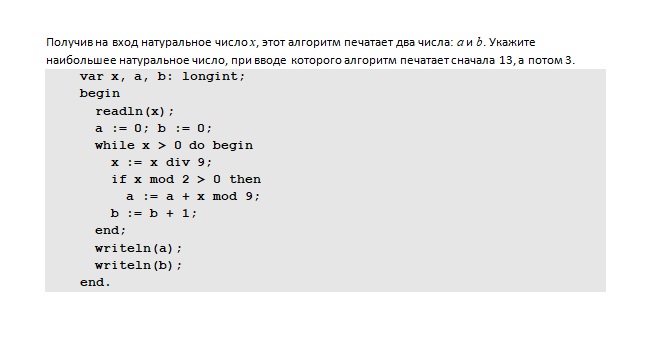 Получив на вход натуральное число x, этот алгоритм печатает два числа: a и b. Укажите
наибольшее натуральное число, при вводе которого алгоритм печатает сначала 13, а потом 3.
var x, a, b: longint;
begin
readln(x);
a := 0; b := 0;
while x > 0 do begin
x := x div 9;
if x mod 2 > 0 then
a := a + x mod 9;
b := b + 1;
end;
writeln(a);
writeln(b);
end.